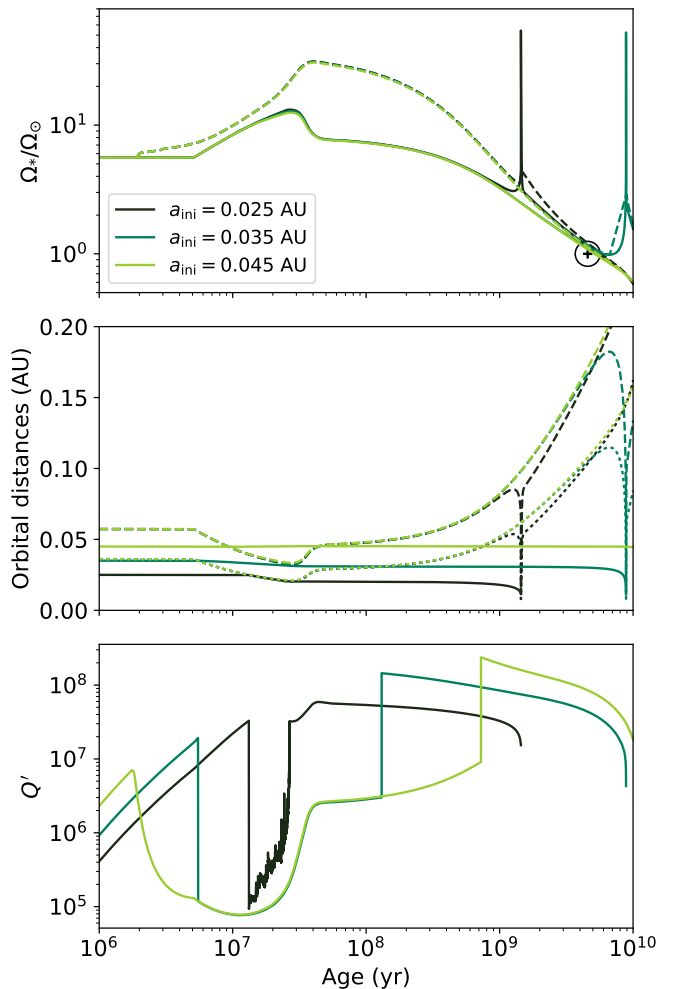 Ω*/Ω☉
10¹
10⁰
a_ini = 0.025 AU
a_ini = 0.035 AU
a_ini = 0.045 AU
Orbital distances (AU)
0.20
0.15
0.10
0.05
0.00
Q′
10⁸
10⁷
10⁶
10⁵
10⁶ 10⁷ 10⁸ 10⁹ 10¹⁰
Age (yr)